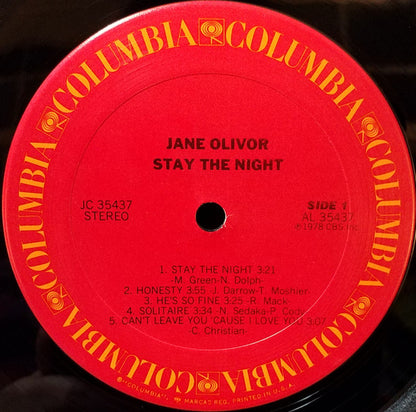 COLUMBIA COLUMBIA COLUMBIA COLUMBIA COLUMBIA COLUMBIA
JANE OLIVOR
STAY THE NIGHT
JC 35437
STEREO
SIDE 1
AL 35437
℗1978 CBS Inc.
1. STAY THE NIGHT 3:21
-M. Green-N. Dolph-
2. HONESTY 3:55 -J. Darrow-T. Moshier-
3. HE'S SO FINE 3:25 -R. Mack-
4. SOLITAIRE 3:34 -N. Sedaka-P. Cody-
5. CAN'T LEAVE YOU 'CAUSE I LOVE YOU 3:07
-C. Christian-
®"COLUMBIA", MARCAS REG. PRINTED IN U.S.A.